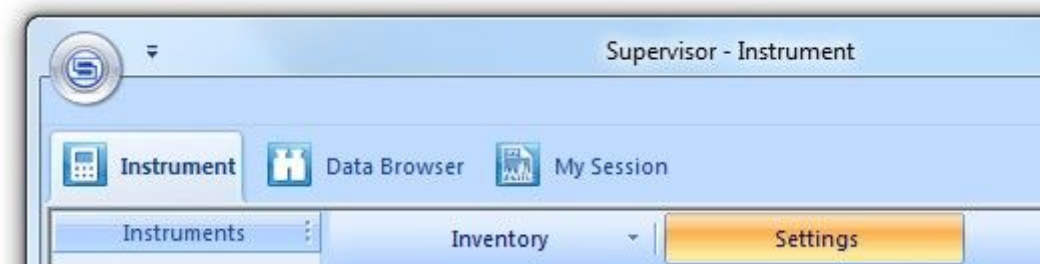 Supervisor - Instrument
Instrument Data Browser My Session
Instruments Inventory Settings